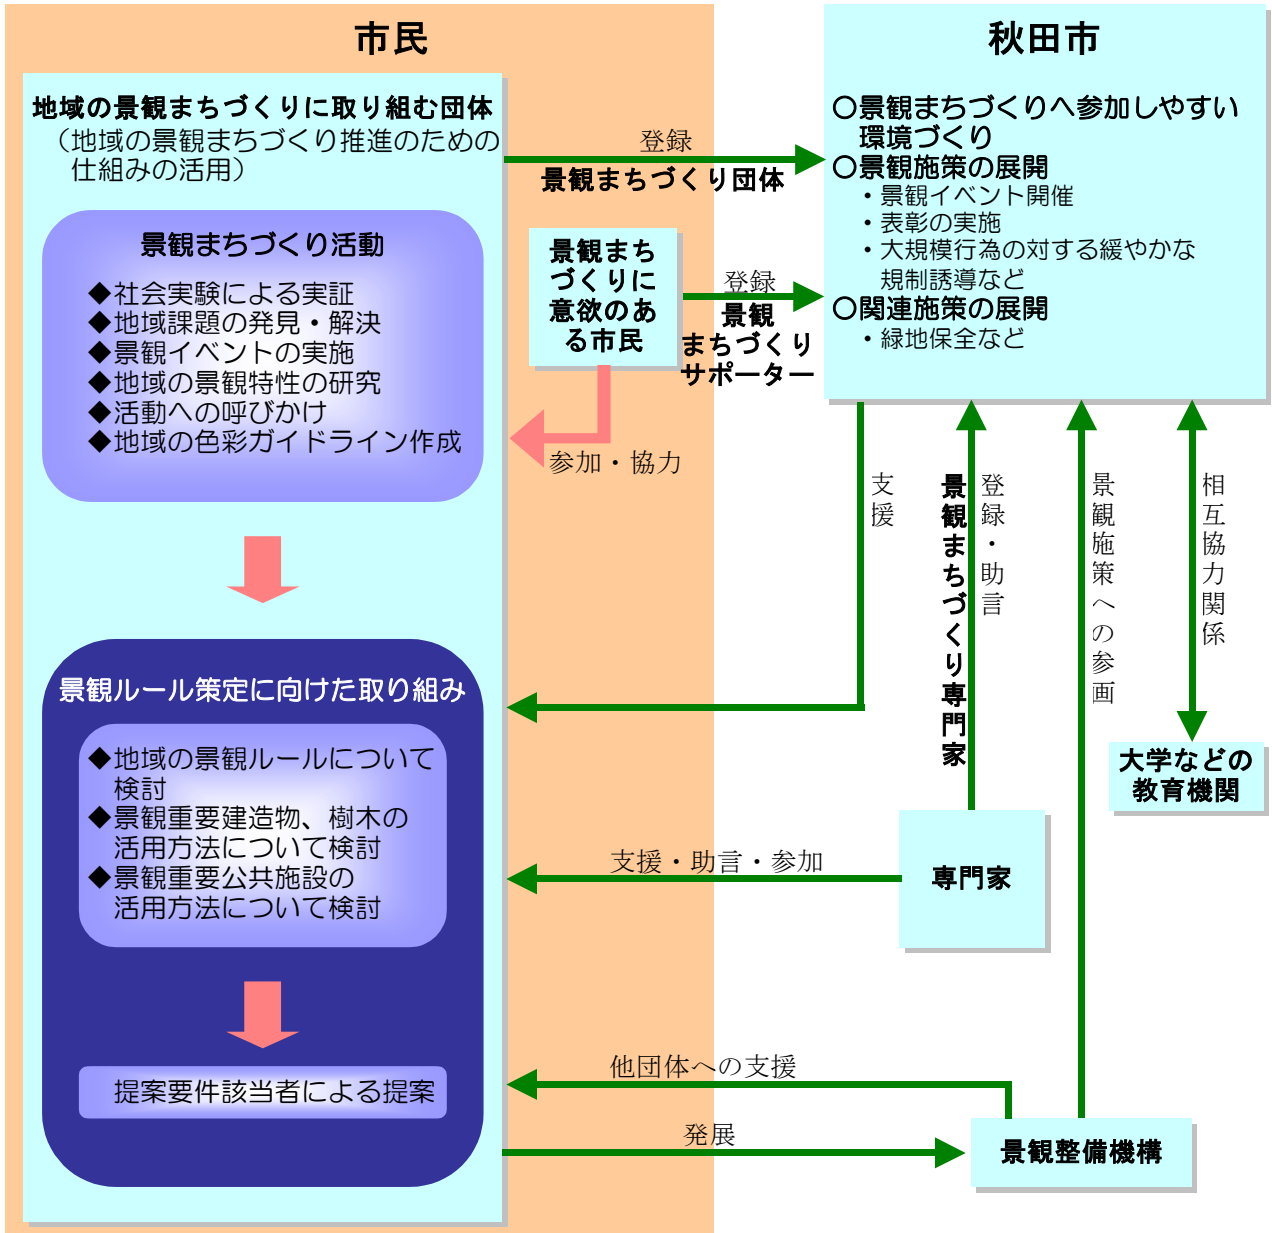 市民
地域の景観まちづくりに取り組む団体
（地域の景観まちづくり推進のための
仕組みの活用）
景観まちづくり活動
◆社会実験による実証
◆地域課題の発見・解決
◆景観イベントの実施
◆地域の景観特性の研究
◆活動への呼びかけ
◆地域の色彩ガイドライン作成
景観ルール策定に向けた取り組み
◆地域の景観ルールについて
検討
◆景観重要建造物、樹木の
活用方法について検討
◆景観重要公共施設の
活用方法について検討
提案要件該当者による提案
登録
景観まちづくり団体
景観まち
づくりに
意欲のあ
る市民
登録
景観
まちづくり
サポーター
参加・協力
秋田市
○景観まちづくりへ参加しやすい
環境づくり
○景観施策の展開
・景観イベント開催
・表彰の実施
・大規模行為の対する緩やかな
規制誘導など
○関連施策の展開
・緑地保全など
支援
景観まちづくり専門家
登録・助言
景観施策への参画
相互協力関係
大学などの
教育機関
支援・助言・参加
専門家
他団体への支援
発展
景観整備機構